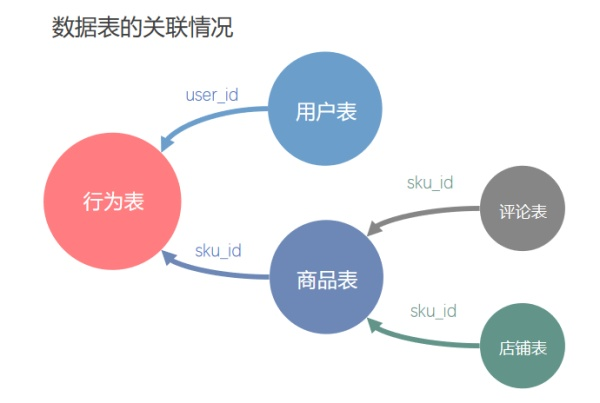 数据表的关联情况
user_id
用户表
行为表
sku_id
评论表
sku_id
商品表
sku_id
店铺表